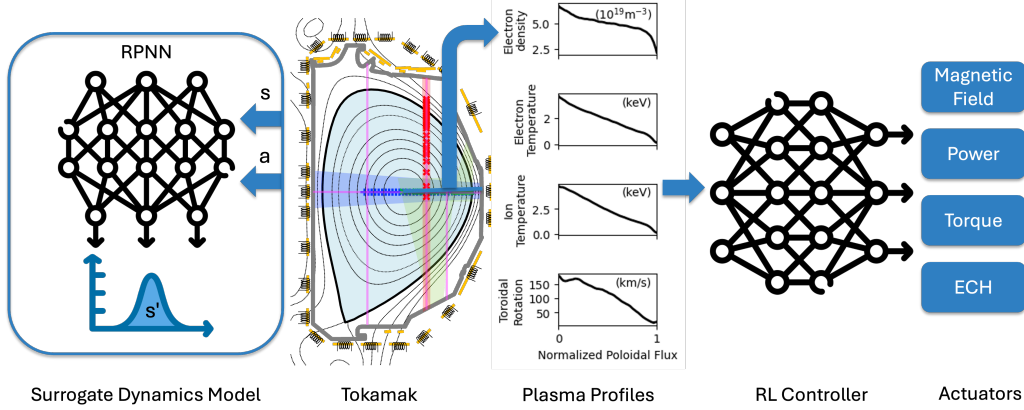 RPNN
s
a
s'
Surrogate Dynamics Model
Tokamak
Electron
density
5.0
2.5
(10¹⁹m⁻³)
Electron
Temperature
2
0
(keV)
Ion
Temperature
2.5
0.0
(keV)
Toroidal
Rotation
150
100
50
(km/s)
0
1
Normalized Poloidal Flux
Plasma Profiles
RL Controller
Magnetic
Field
Power
Torque
ECH
Actuators